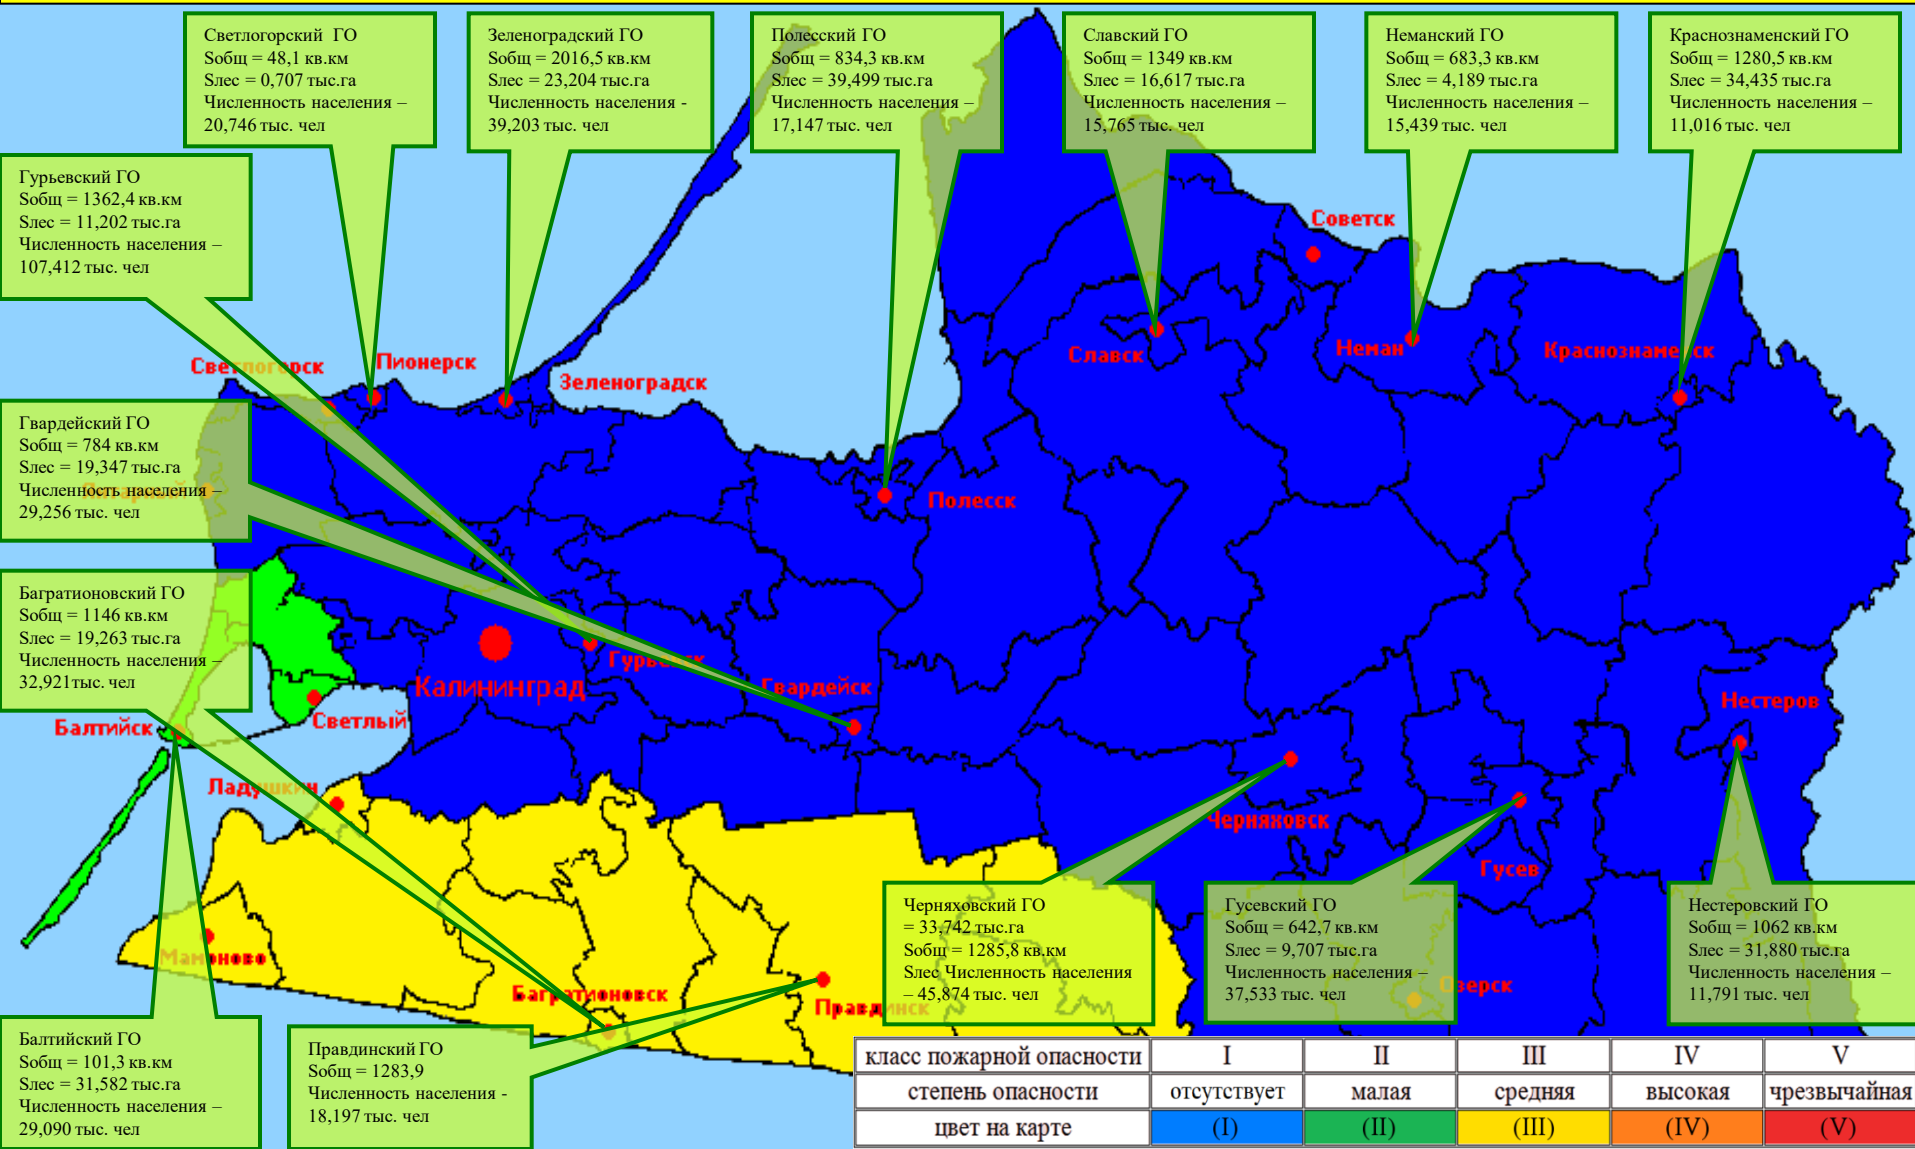 Светлогорский ГО
Sобщ = 48,1 кв.км
Sлес = 0,707 тыс.га
Численность населения –
20,746 тыс. чел
Зеленоградский ГО
Sобщ = 2016,5 кв.км
Sлес = 23,204 тыс.га
Численность населения -
39,203 тыс. чел
Полесский ГО
Sобщ = 834,3 кв.км
Sлес = 39,499 тыс.га
Численность населения –
17,147 тыс. чел
Славский ГО
Sобщ = 1349 кв.км
Sлес = 16,617 тыс.га
Численность населения –
15,765 тыс. чел
Неманский ГО
Sобщ = 683,3 кв.км
Sлес = 4,189 тыс.га
Численность населения –
15,439 тыс. чел
Краснознаменский ГО
Sобщ = 1280,5 кв.км
Sлес = 34,435 тыс.га
Численность населения –
11,016 тыс. чел
Гурьевский ГО
Sобщ = 1362,4 кв.км
Sлес = 11,202 тыс.га
Численность населения –
107,412 тыс. чел
Советск
Славск
Неман
Краснознаменск
Светлогорск
Пионерск
Зеленоградск
Гвардейский ГО
Sобщ = 784 кв.км
Sлес = 19,347 тыс.га
Численность населения –
29,256 тыс. чел
Янтарный
Полесск
Багратионовский ГО
Sобщ = 1146 кв.км
Sлес = 19,263 тыс.га
Численность населения –
32,921тыс. чел
Гурьевск
Калининград
Гвардейск
Нестеров
Светлый
Балтийск
Ладушкин
Черняховск
Гусев
Мамоново
Багратионовск
Правдинск
Озерск
Черняховский ГО
= 33,742 тыс.га
Sобщ = 1285,8 кв.км
Sлес Численность населения
– 45,874 тыс. чел
Гусевский ГО
Sобщ = 642,7 кв.км
Sлес = 9,707 тыс.га
Численность населения –
37,533 тыс. чел
Нестеровский ГО
Sобщ = 1062 кв.км
Sлес = 31,880 тыс.га
Численность населения –
11,791 тыс. чел
Балтийский ГО
Sобщ = 101,3 кв.км
Sлес = 31,582 тыс.га
Численность населения –
29,090 тыс. чел
Правдинский ГО
Sобщ = 1283,9
Численность населения -
18,197 тыс. чел
класс пожарной опасности I II III IV V
степень опасности отсутствует малая средняя высокая чрезвычайная
цвет на карте (I) (II) (III) (IV) (V)